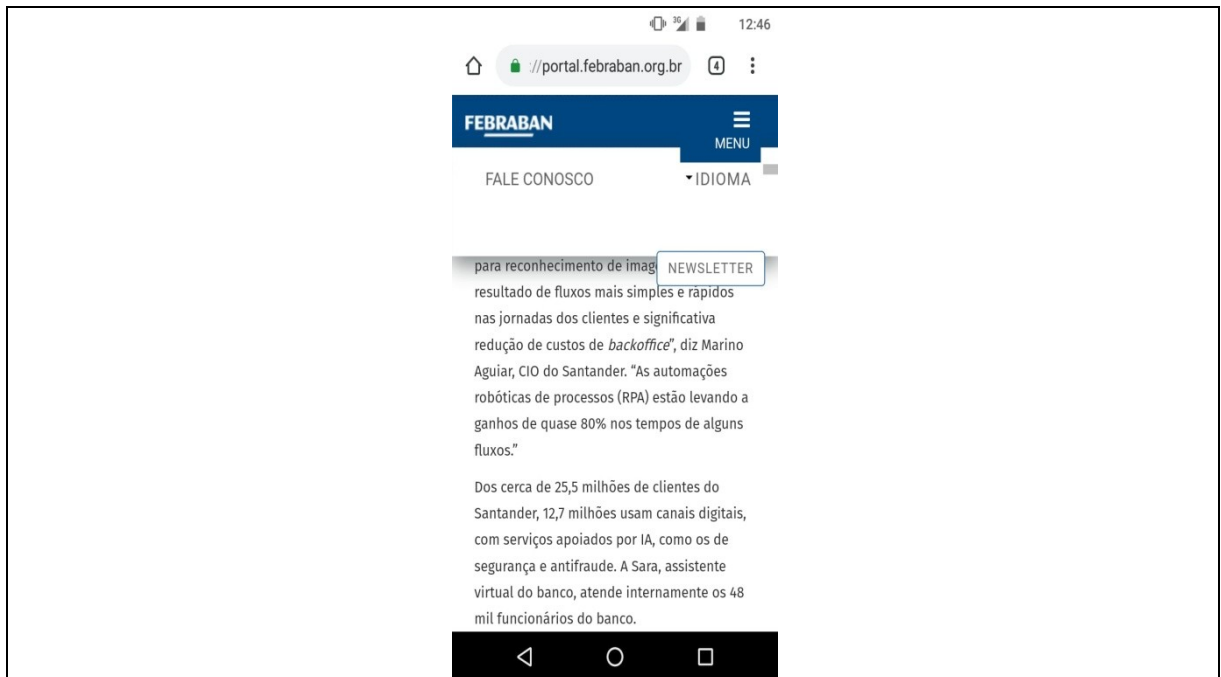 3G 12:46
://portal.febraban.org.br 4
FEBRABAN
MENU
FALE CONOSCO IDIOMA
NEWSLETTER
para reconhecimento de imag
resultado de fluxos mais simples e rápidos
nas jornadas dos clientes e significativa
redução de custos de backoffice", diz Marino
Aguiar, CIO do Santander. “As automações
robóticas de processos (RPA) estão levando a
ganhos de quase 80% nos tempos de alguns
fluxos.”
Dos cerca de 25,5 milhões de clientes do
Santander, 12,7 milhões usam canais digitais,
com serviços apoiados por IA, como os de
segurança e antifraude. A Sara, assistente
virtual do banco, atende internamente os 48
mil funcionários do banco.